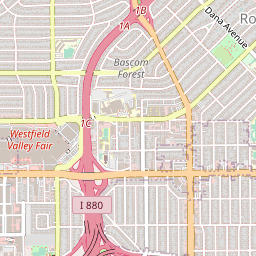 1B
1A
Dana Avenue
Ro
Bascom
Forest
1C
Westfield
Valley Fair
I 880